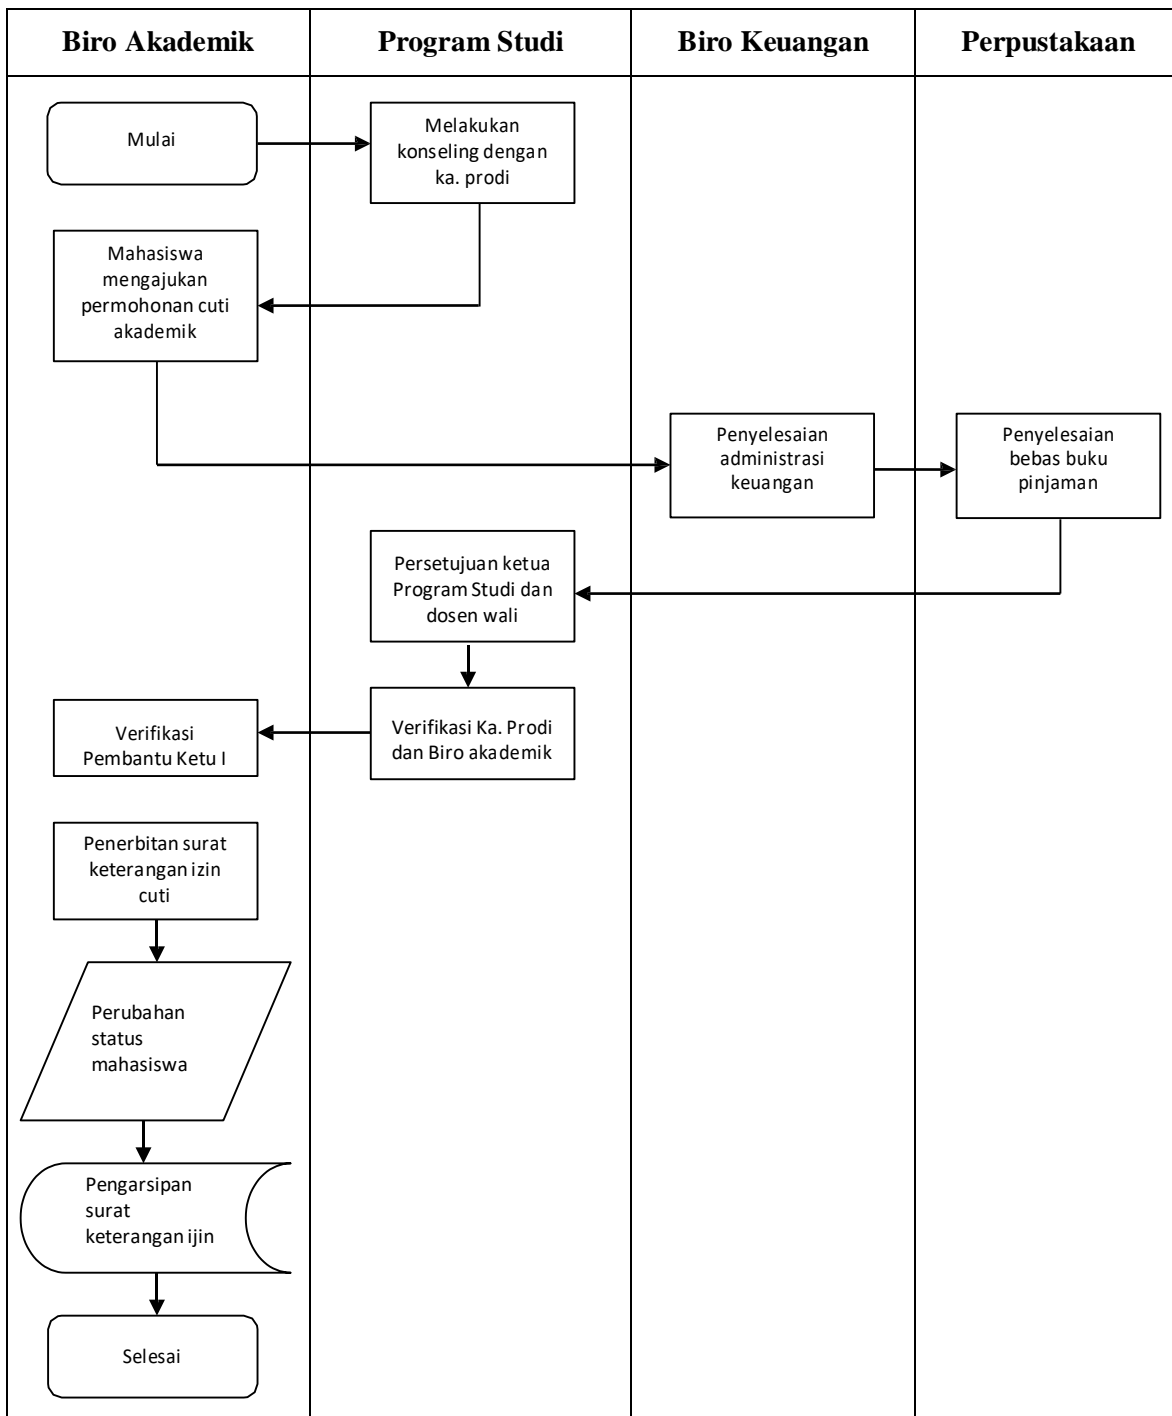 Biro Akademik
Program Studi
Biro Keuangan
Perpustakaan
Mulai
Melakukan
konseling dengan
ka. prodi
Mahasiswa
mengajukan
permohonan cuti
akademik
Penyelesaian
administrasi
keuangan
Penyelesaian
bebas buku
pinjaman
Persetujuan ketua
Program Studi dan
dosen wali
Verifikasi Ka. Prodi
dan Biro akademik
Verifikasi
Pembantu Ketu I
Penerbitan surat
keterangan izin
cuti
Perubahan
status
mahasiswa
Pengarsipan
surat
keterangan ijin
Selesai